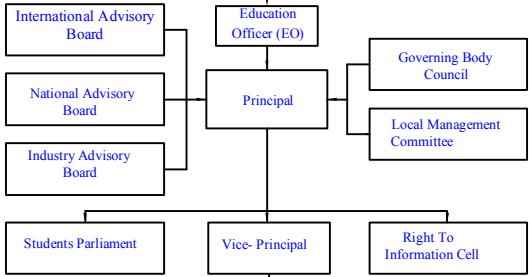 International Advisory
Board
Education
Officer (EO)
Governing Body
Council
National Advisory
Board
Principal
Local Management
Committee
Industry Advisory
Board
Students Parliament
Vice- Principal
Right To
Information Cell